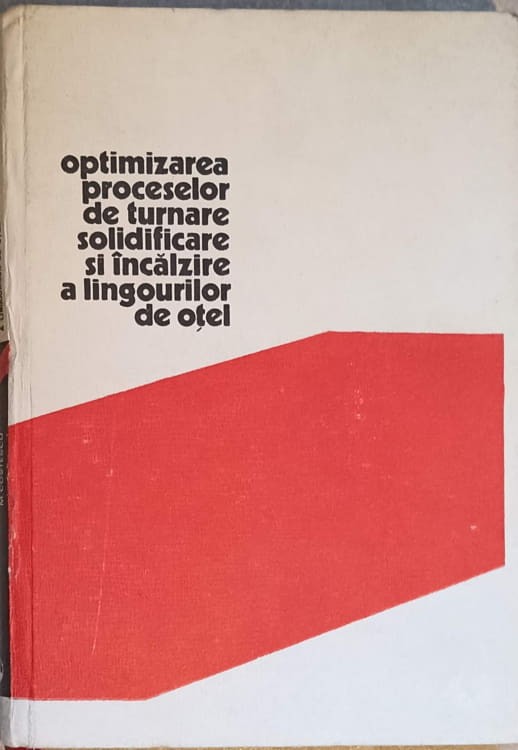 optimizarea
proceselor
de turnare
solidificare
si încălzire
a lingourilor
de oțel